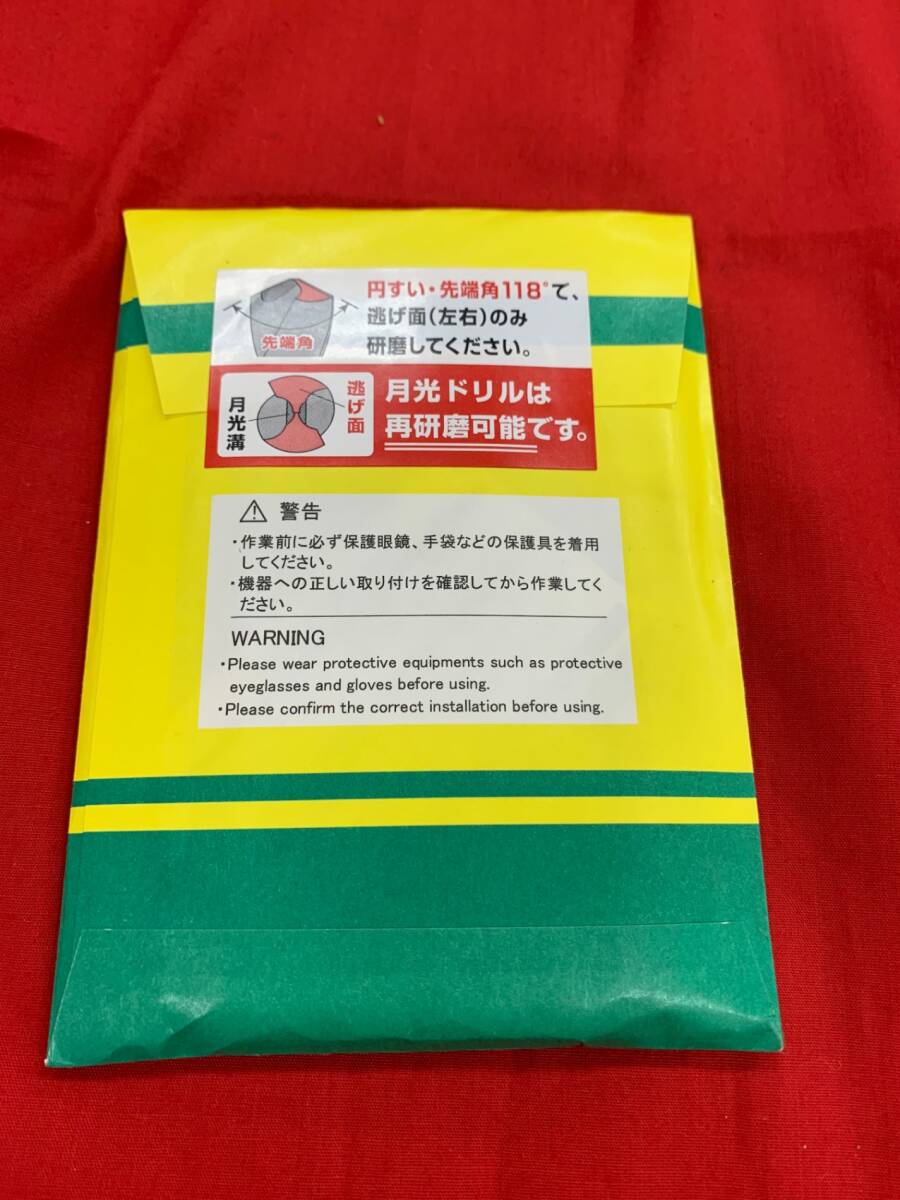 円すい・先端角118°で、
逃げ面(左右)のみ
研磨してください。
先端角
月光溝
逃げ面
月光ドリルは
再研磨可能です。
⚠ 警告
・作業前に必ず保護眼鏡、手袋などの保護具を着用
してください。
・機器への正しい取り付けを確認してから作業してく
ださい。
WARNING
・Please wear protective equipments such as protective
eyeglasses and gloves before using.
・Please confirm the correct installation before using.